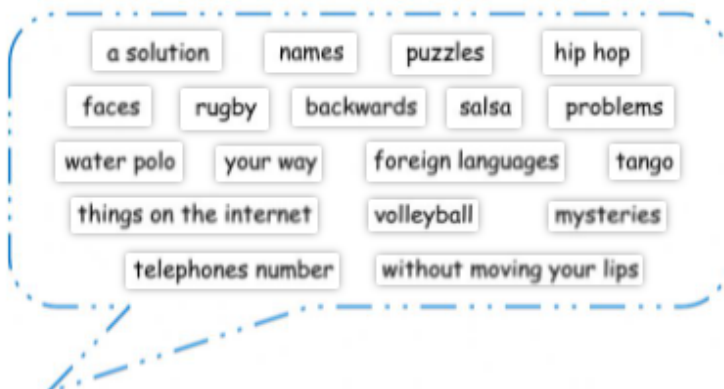 a solution names puzzles hip hop
faces rugby backwards salsa problems
water polo your way foreign languages tango
things on the internet volleyball mysteries
telephones number without moving your lips